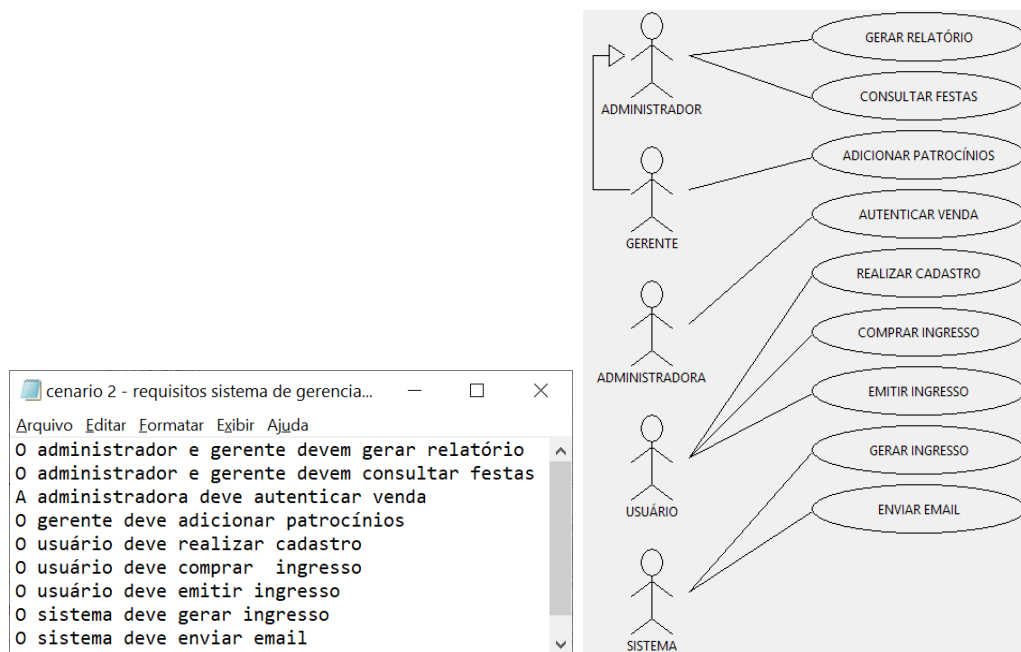 cenario 2 - requisitos sistema de gerencia...
Arquivo Editar Formatar Exibir Ajuda
O administrador e gerente devem gerar relatório
O administrador e gerente devem consultar festas
A administradora deve autenticar venda
O gerente deve adicionar patrocínios
O usuário deve realizar cadastro
O usuário deve comprar  ingresso
O usuário deve emitir ingresso
O sistema deve gerar ingresso
O sistema deve enviar email
ADMINISTRADOR
GERENTE
ADMINISTRADORA
USUÁRIO
SISTEMA
GERAR RELATÓRIO
CONSULTAR FESTAS
ADICIONAR PATROCÍNIOS
AUTENTICAR VENDA
REALIZAR CADASTRO
COMPRAR INGRESSO
EMITIR INGRESSO
GERAR INGRESSO
ENVIAR EMAIL